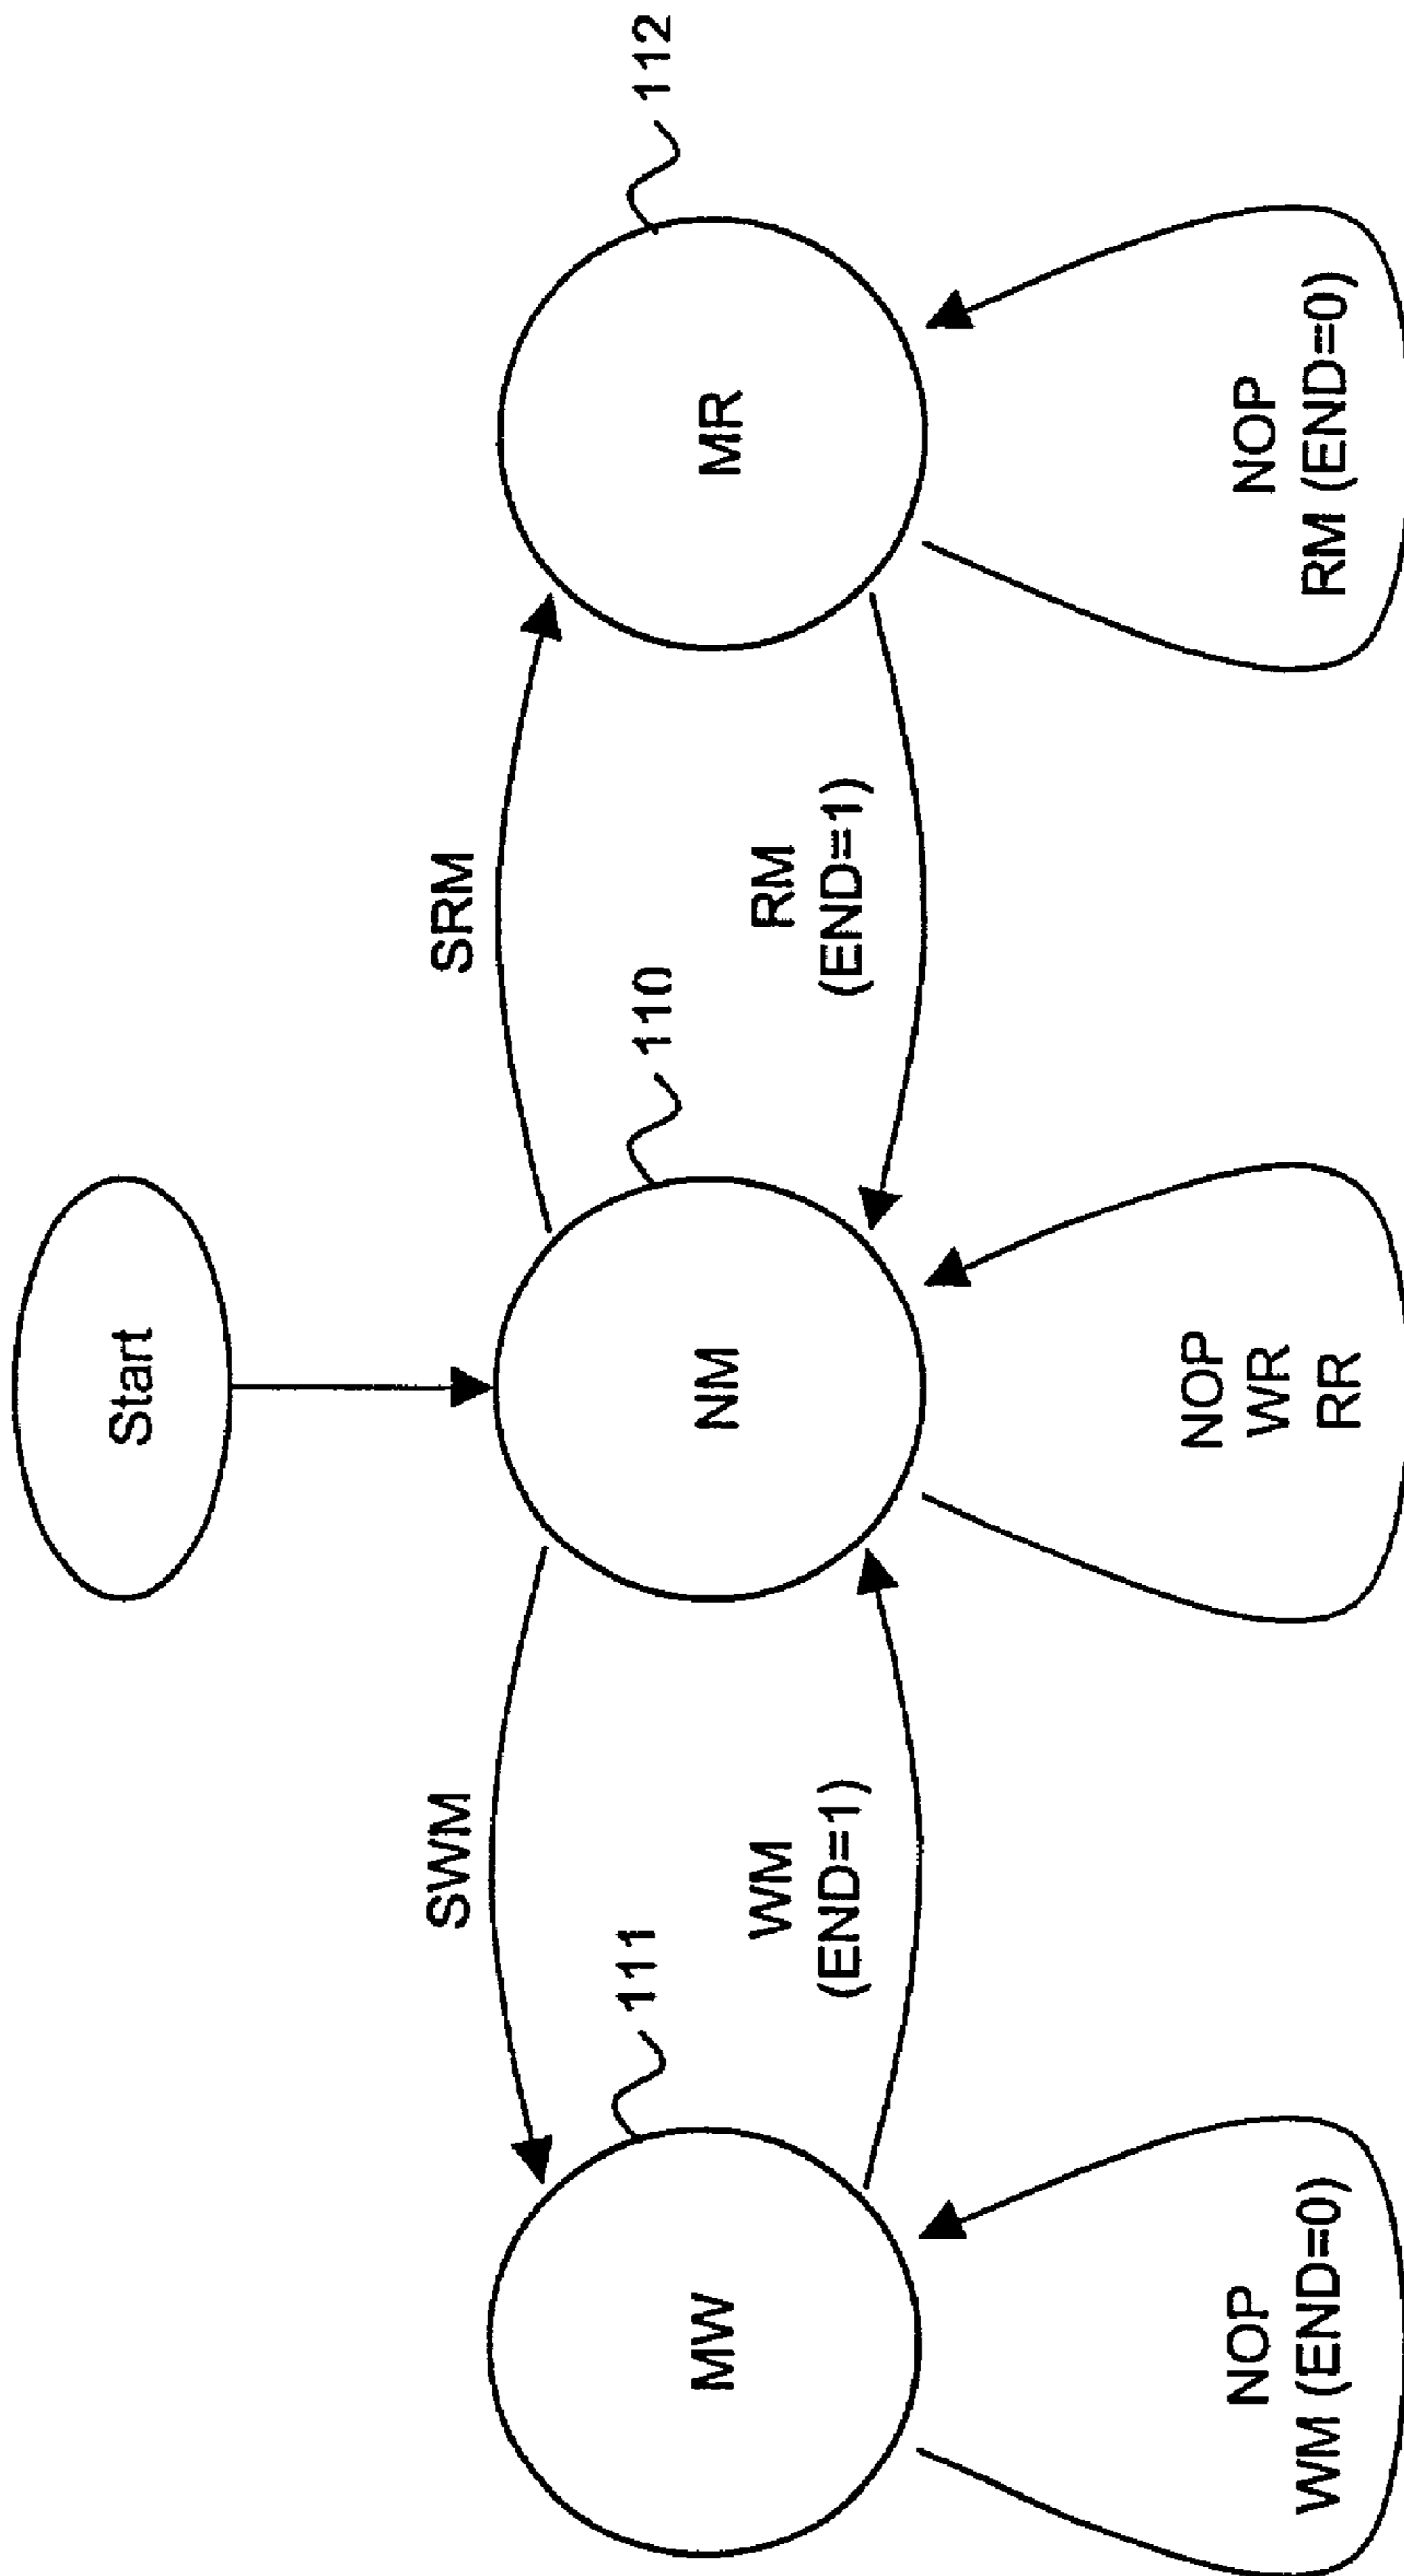 Start
SWM
SRM
111
110
112
MW
NM
MR
WM
(END=1)
RM
(END=1)
NOP
WM (END=0)
NOP
WR
RR
NOP
RM (END=0)